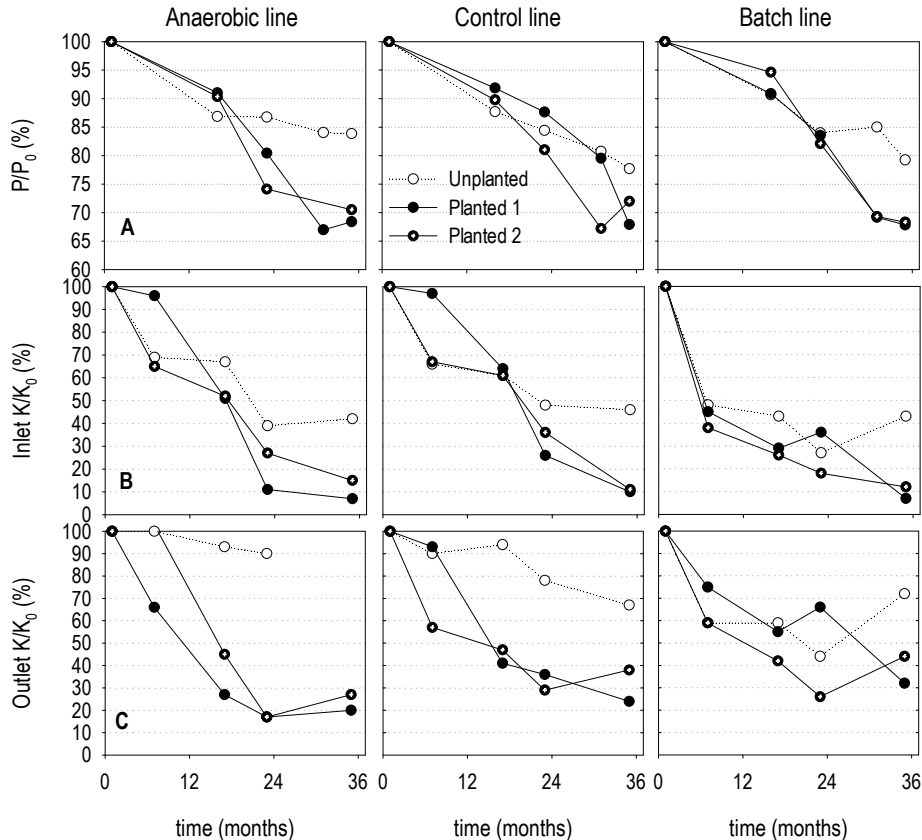 Anaerobic line
Control line
Batch line
P/P0 (%)
100
95
90
85
80
75
70
65
60
A
Unplanted
Planted 1
Planted 2
Inlet K/K0 (%)
100
90
80
70
60
50
40
30
20
10
0
B
Outlet K/K0 (%)
100
90
80
70
60
50
40
30
20
10
0
C
0 12 24 36
0 12 24 36
0 12 24 36
time (months)
time (months)
time (months)